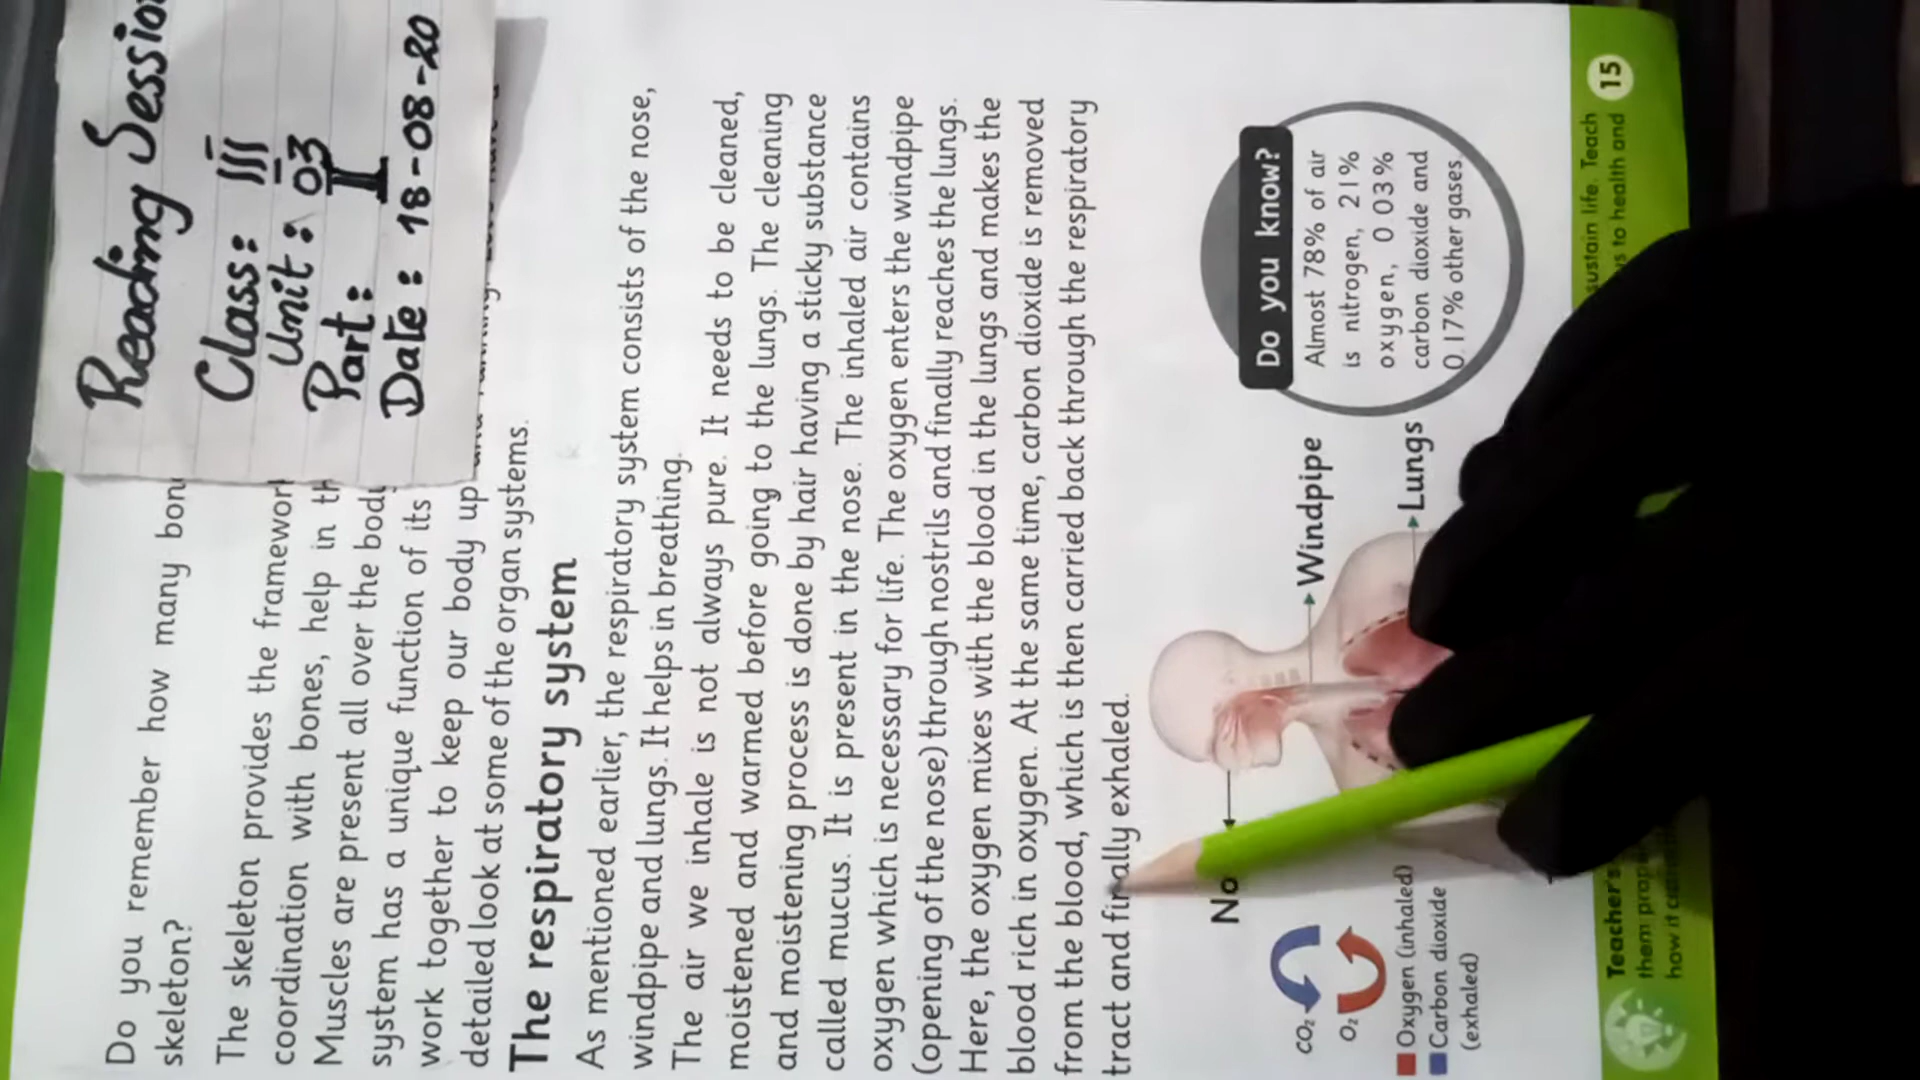 Reading Session
Class: III
Unit: 03
Part: I
Date: 18-08-20
Do you remember how many
skeleton?
The skeleton provides the
coordination with bones, help in
Muscles are present all over the
system has a unique function of its
work together to keep our body up and
detailed look at some of the organ systems.
The respiratory system
As mentioned earlier, the respiratory system consists of the nose,
windpipe and lungs. It helps in breathing.
The air we inhale is not always pure. It needs to be cleaned,
moistened and warmed before going to the lungs. The cleaning
and moistening process is done by hair having a sticky substance
called mucus. It is present in the nose. The inhaled air contains
oxygen which is necessary for life. The oxygen enters the windpipe
(opening of the nose) through nostrils and finally reaches the lungs.
Here, the oxygen mixes with the blood in the lungs and makes the
blood rich in oxygen. At the same time, carbon dioxide is removed
from the blood, which is then carried back through the respiratory
tract and finally exhaled.
CO₂
O₂
Oxygen (inhaled)
Carbon dioxide
(exhaled)
No
Windpipe
Lungs
Do you know?
Almost 78% of air
is nitrogen, 21%
oxygen, 0.03%
carbon dioxide and
0.17% other gases
Teacher's sustain life. Teach
them to health and
how it
15